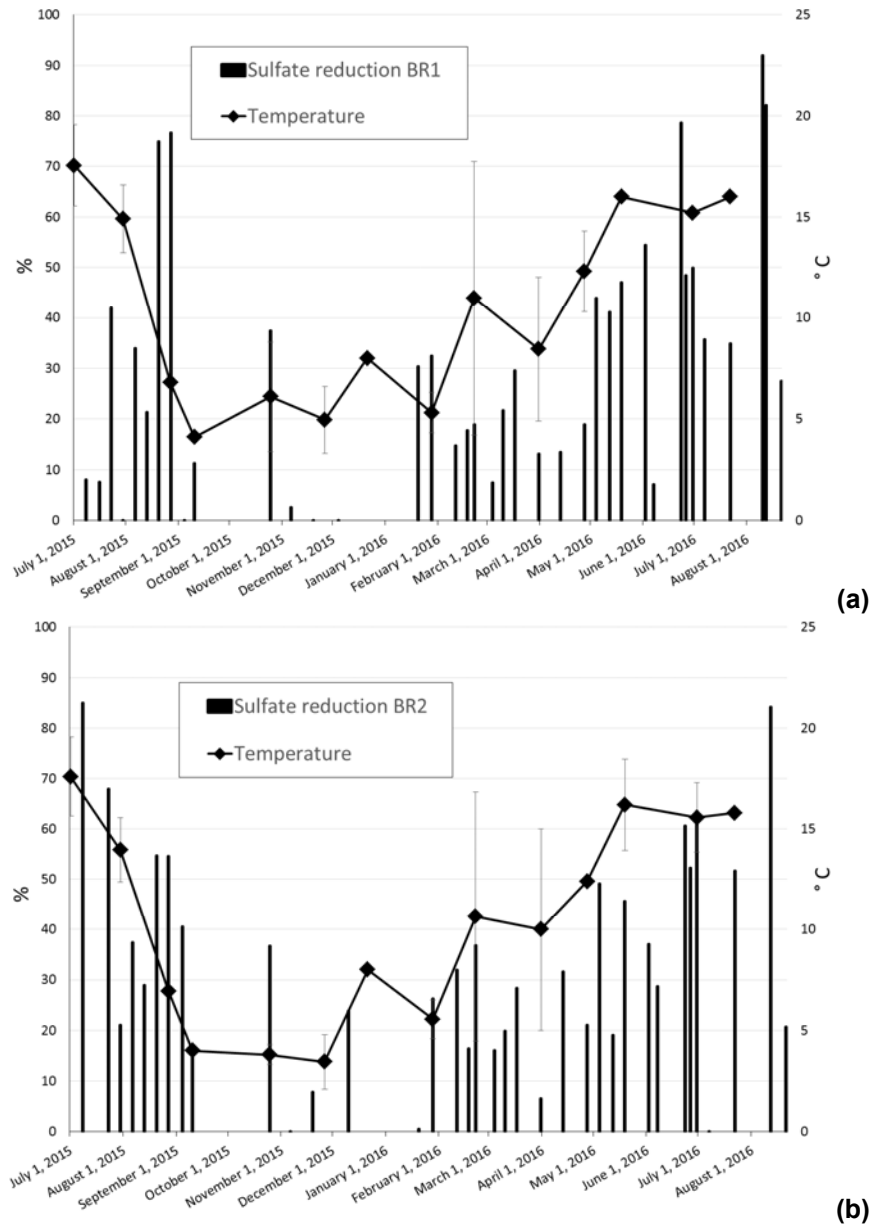 100
90
80
70
60
50
40
30
20
10
0
%
Sulfate reduction BR1
Temperature
25
20
15
10
5
0
°C
July 1, 2015
August 1, 2015
September 1, 2015
October 1, 2015
November 1, 2015
December 1, 2015
January 1, 2016
February 1, 2016
March 1, 2016
April 1, 2016
May 1, 2016
June 1, 2016
July 1, 2016
August 1, 2016
(a)
100
90
80
70
60
50
40
30
20
10
0
%
Sulfate reduction BR2
Temperature
25
20
15
10
5
0
°C
July 1, 2015
August 1, 2015
September 1, 2015
October 1, 2015
November 1, 2015
December 1, 2015
January 1, 2016
February 1, 2016
March 1, 2016
April 1, 2016
May 1, 2016
June 1, 2016
July 1, 2016
August 1, 2016
(b)